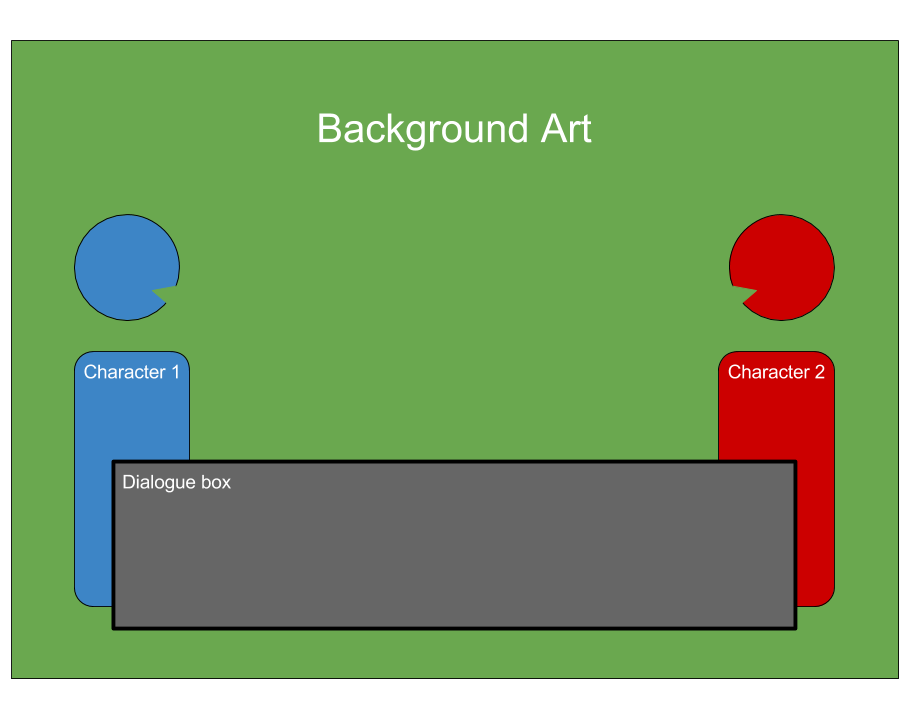 Background Art
Character 1
Character 2
Dialogue box